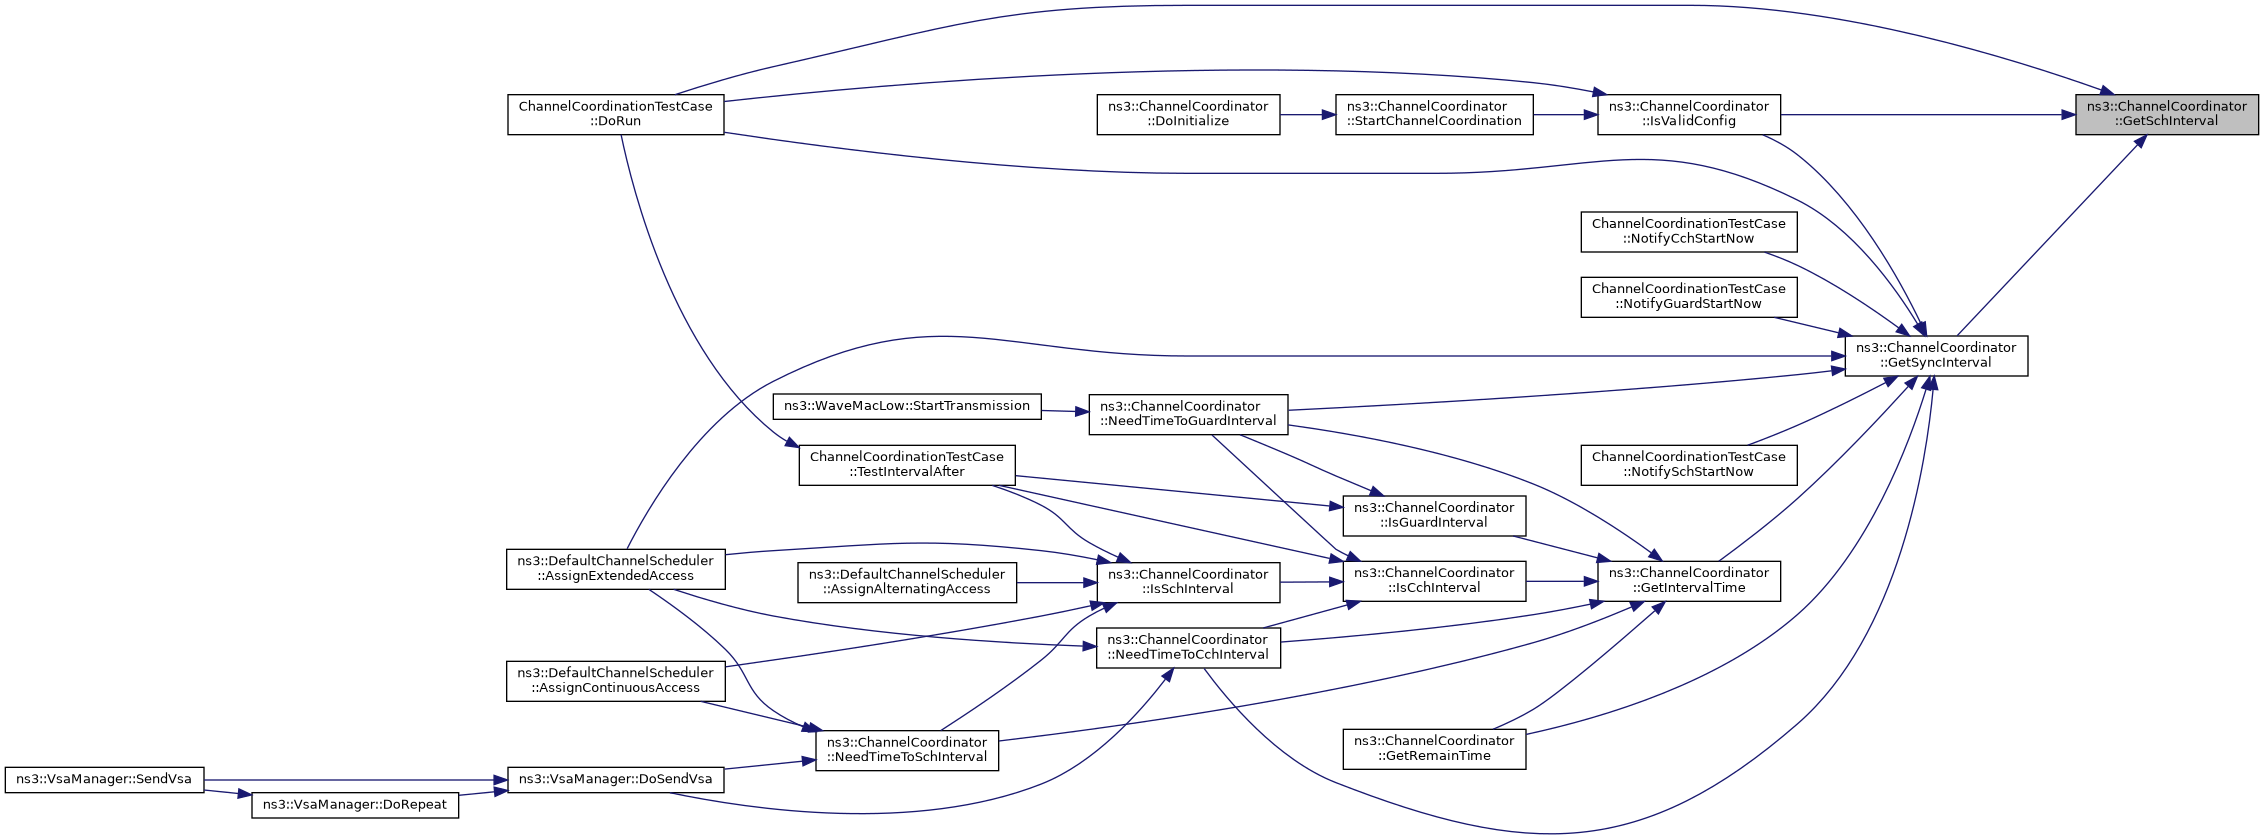 ChannelCoordinationTestCase
::DoRun
ns3::ChannelCoordinator
::DoInitialize
ns3::ChannelCoordinator
::StartChannelCoordination
ns3::ChannelCoordinator
::IsValidConfig
ns3::ChannelCoordinator
::GetSchInterval
ChannelCoordinationTestCase
::NotifyCchStartNow
ChannelCoordinationTestCase
::NotifyGuardStartNow
ns3::ChannelCoordinator
::GetSyncInterval
ns3::WaveMacLow::StartTransmission
ns3::ChannelCoordinator
::NeedTimeToGuardInterval
ChannelCoordinationTestCase
::TestIntervalAfter
ChannelCoordinationTestCase
::NotifySchStartNow
ns3::ChannelCoordinator
::IsGuardInterval
ns3::DefaultChannelScheduler
::AssignExtendedAccess
ns3::DefaultChannelScheduler
::AssignAlternatingAccess
ns3::ChannelCoordinator
::IsSchInterval
ns3::ChannelCoordinator
::IsCchInterval
ns3::ChannelCoordinator
::GetIntervalTime
ns3::ChannelCoordinator
::NeedTimeToCchInterval
ns3::DefaultChannelScheduler
::AssignContinuousAccess
ns3::ChannelCoordinator
::NeedTimeToSchInterval
ns3::ChannelCoordinator
::GetRemainTime
ns3::VsaManager::SendVsa
ns3::VsaManager::DoSendVsa
ns3::VsaManager::DoRepeat